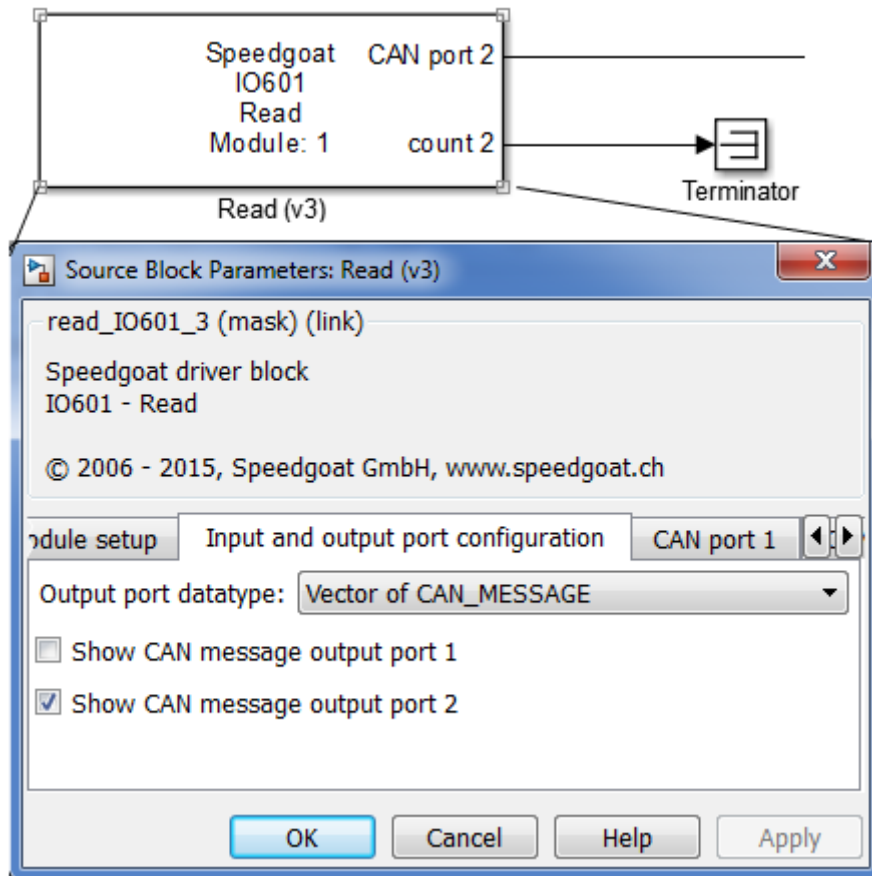 Speedgoat CAN port 2
IO601
Read
Module: 1 count 2
Terminator
Read (v3)
Source Block Parameters: Read (v3)
read_IO601_3 (mask) (link)
Speedgoat driver block
IO601 - Read
© 2006 - 2015, Speedgoat GmbH, www.speedgoat.ch
odule setup Input and output port configuration CAN port 1
Output port datatype: Vector of CAN_MESSAGE
Show CAN message output port 1
Show CAN message output port 2
OK Cancel Help Apply